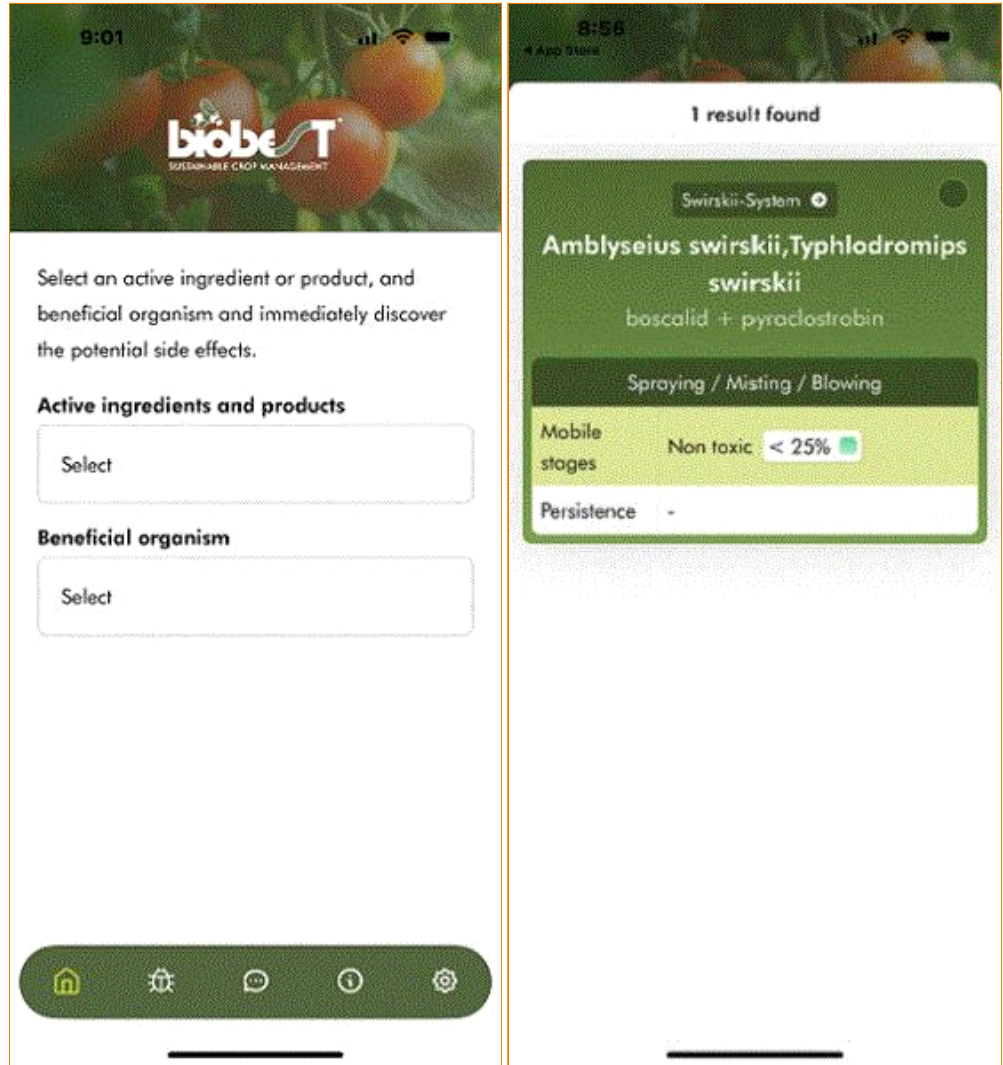 9:01
biobesT
SUSTAINABLE CROP MANAGEMENT
Select an active ingredient or product, and
beneficial organism and immediately discover
the potential side effects.
Active ingredients and products
Select
Beneficial organism
Select
8:56
App Store
1 result found
Swirskii-System
Amblyseius swirskii,Typhlodromips
swirskii
boscalid + pyraclostrobin
Spraying / Misting / Blowing
Mobile
stages
Non toxic < 25%
Persistence -